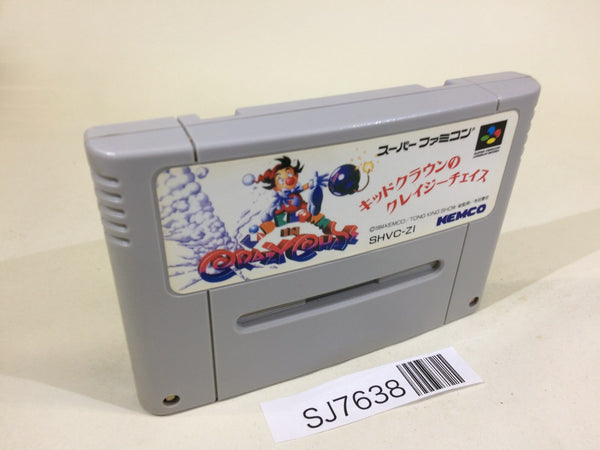 スーパーファミコン
キッドクラウンの
クレイジーチェイス
CRAZY CHASE
KEMCO
SHVC-ZI
SJ7638